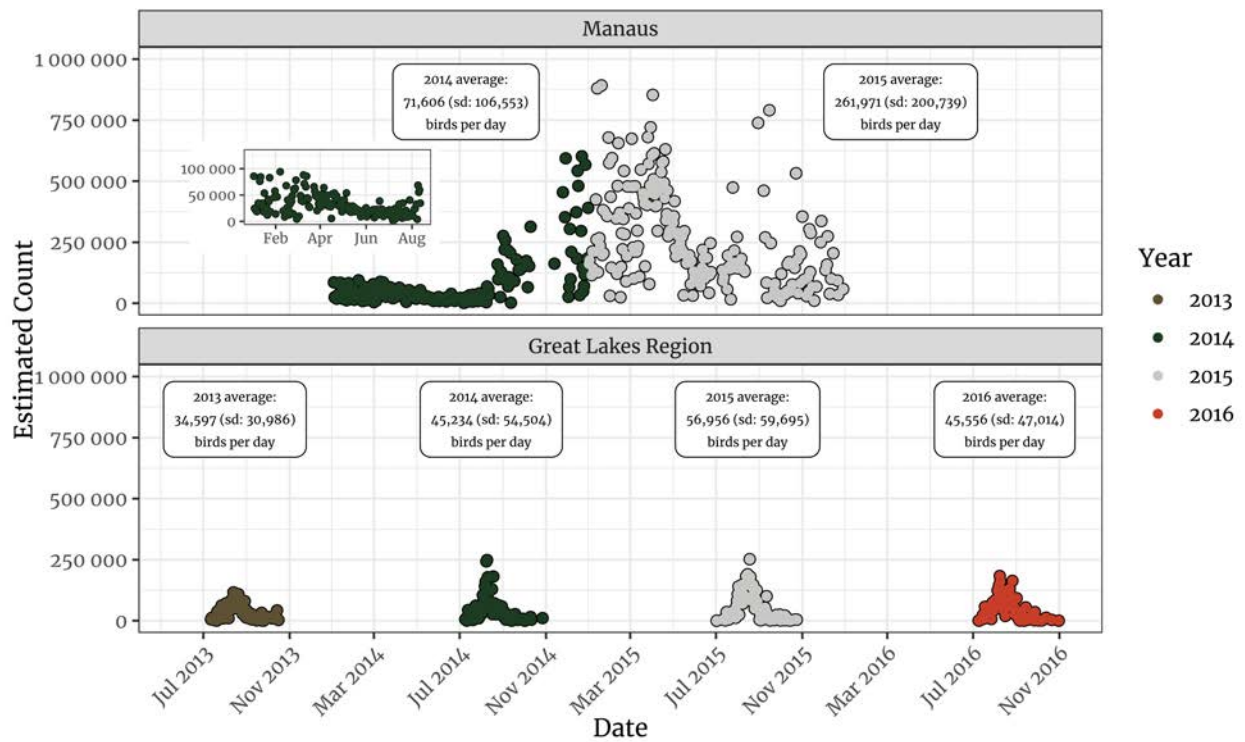 Manaus
Estimated Count
1 000 000
750 000
500 000
250 000
0
2014 average:
71,606 (sd: 106,553)
birds per day
2015 average:
261,971 (sd: 200,739)
birds per day
100 000
50 000
0
Feb Apr Jun Aug
Great Lakes Region
1 000 000
750 000
500 000
250 000
0
2013 average:
34,597 (sd: 30,986)
birds per day
2014 average:
45,234 (sd: 54,504)
birds per day
2015 average:
56,956 (sd: 59,695)
birds per day
2016 average:
45,556 (sd: 47,014)
birds per day
Jul 2013 Nov 2013 Mar 2014 Jul 2014 Nov 2014 Mar 2015 Jul 2015 Nov 2015 Mar 2016 Jul 2016 Nov 2016
Date
Year
2013
2014
2015
2016